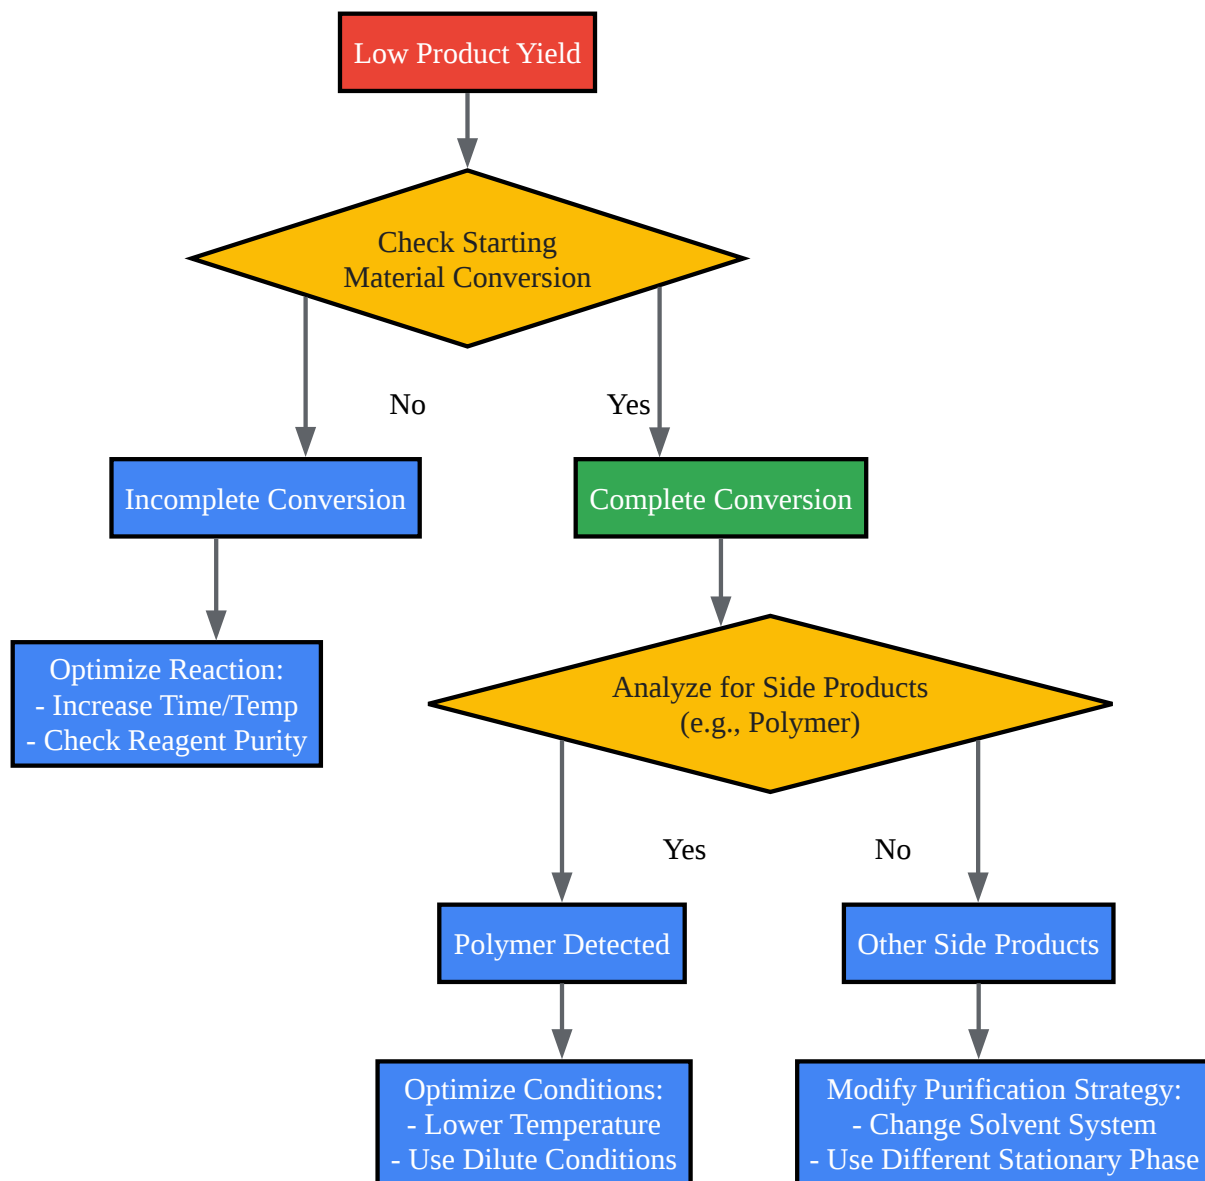 Low Product Yield
Check Starting
Material Conversion
No
Yes
Incomplete Conversion
Complete Conversion
Optimize Reaction:
- Increase Time/Temp
- Check Reagent Purity
Analyze for Side Products
(e.g., Polymer)
Yes
No
Polymer Detected
Other Side Products
Optimize Conditions:
- Lower Temperature
- Use Dilute Conditions
Modify Purification Strategy:
- Change Solvent System
- Use Different Stationary Phase